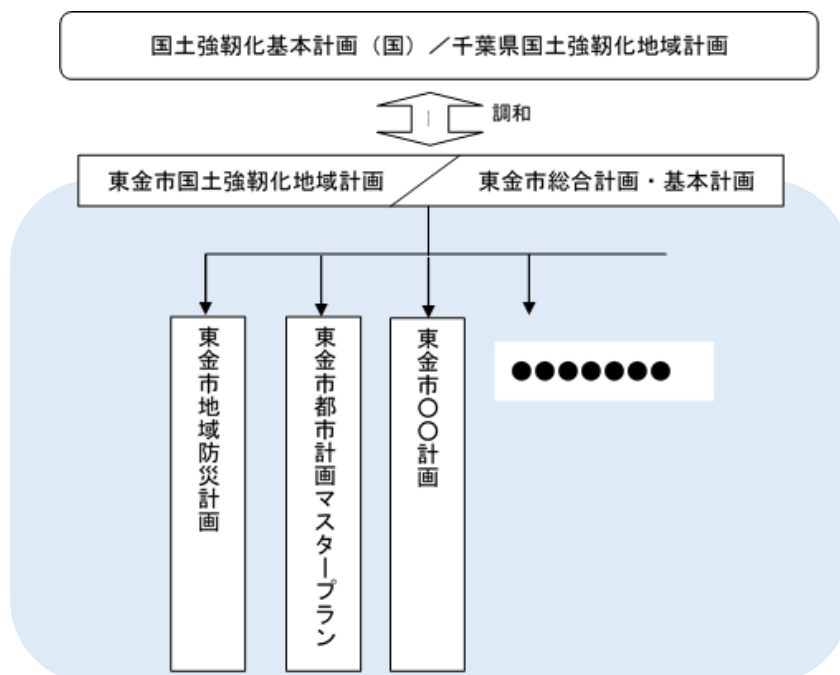 国土強靭化基本計画（国）／千葉県国土強靭化地域計画
調和
東金市国土強靭化地域計画
東金市総合計画・基本計画
東金市地域防災計画
東金市都市計画マスタープラン
東金市〇〇計画
●●●●●●●